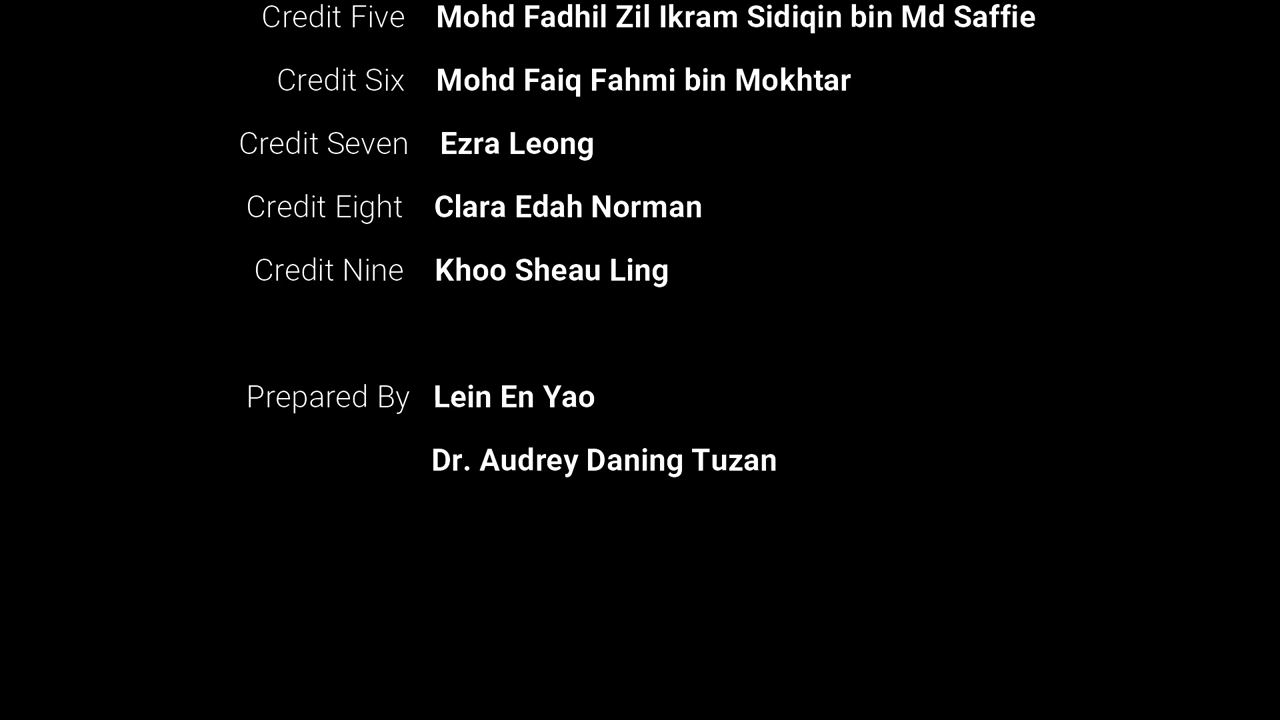 Credit Five Mohd Fadhil Zil Ikram Sidiqin bin Md Saffie
Credit Six Mohd Faiq Fahmi bin Mokhtar
Credit Seven Ezra Leong
Credit Eight Clara Edah Norman
Credit Nine Khoo Sheau Ling
Prepared By Lein En Yao
Dr. Audrey Daning Tuzan